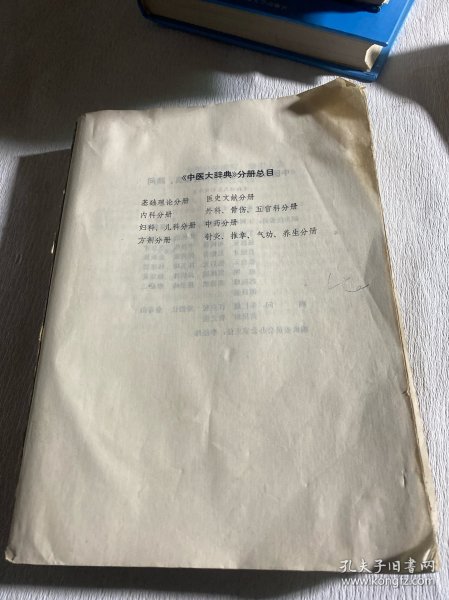 《中医大辞典》分册总目
基础理论分册 医史文献分册
内科分册 外科、骨伤、五官科分册
妇科、儿科分册 中药分册
方剂分册 针灸、推拿、气功、养生分册
孔夫子旧书网
www.kongfz.com